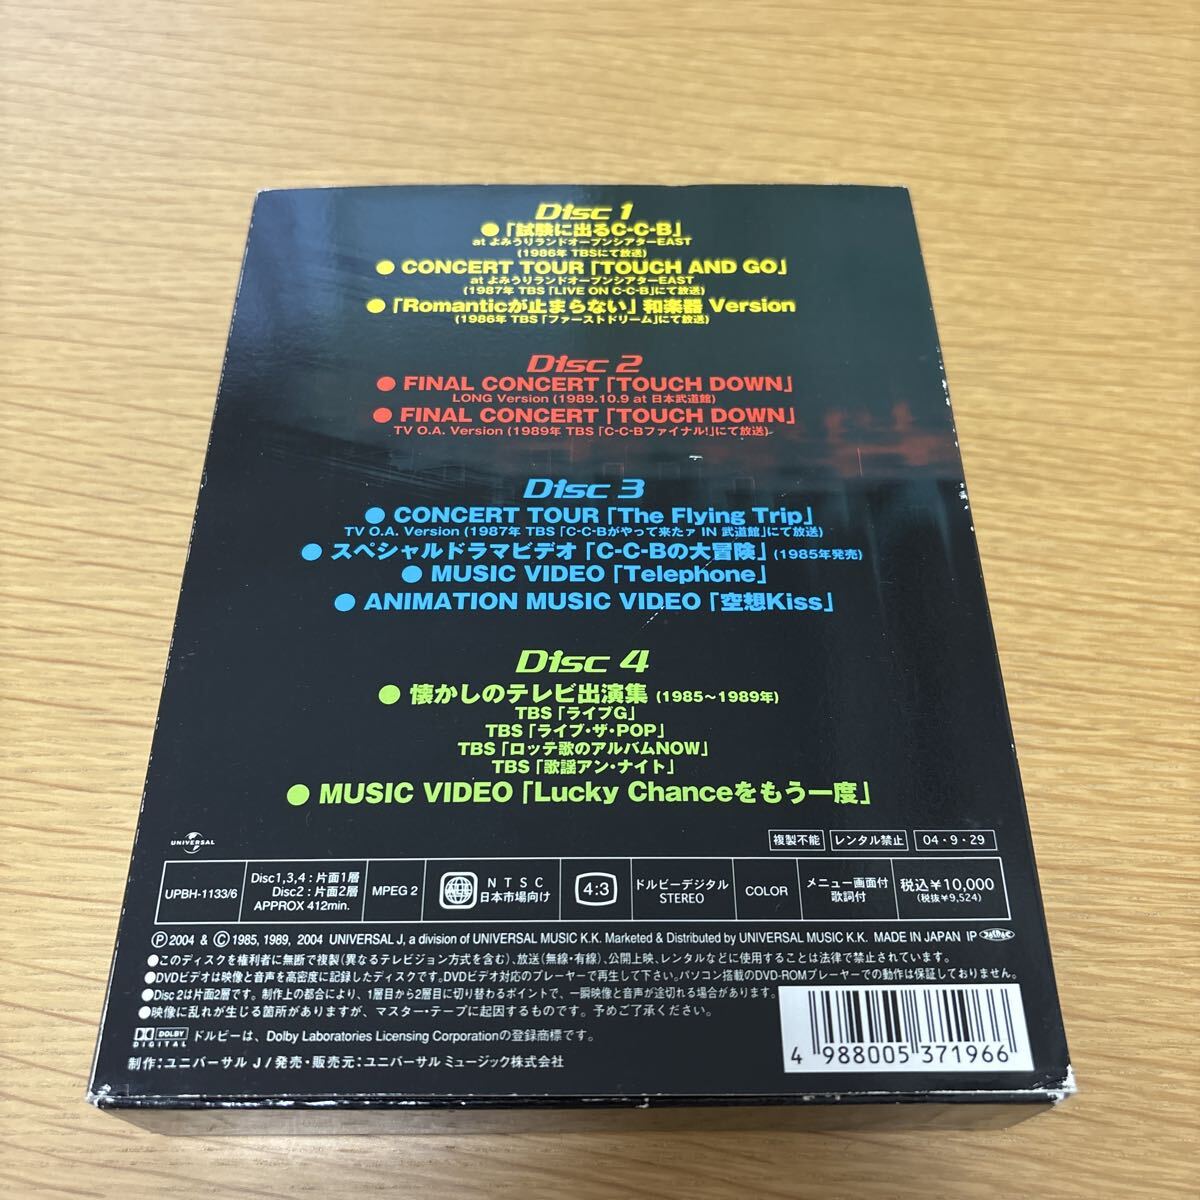 Disc 1
●「試験に出るC-C-B」
at よみうりランドオープンシアターEAST
(1986年 TBSにて放送)
● CONCERT TOUR「TOUCH AND GO」
at よみうりランドオープンシアターEAST
(1987年 TBS「LIVE ON C-C-B」にて放送)
●「Romanticが止まらない」和楽器 Version
(1986年 TBS「ファーストドリーム」にて放送)
Disc 2
● FINAL CONCERT「TOUCH DOWN」
LONG Version (1989.10.9 at 日本武道館)
● FINAL CONCERT「TOUCH DOWN」
TV O.A. Version (1989年 TBS「C-C-Bファイナル!」にて放送)
Disc 3
● CONCERT TOUR「The Flying Trip」
TV O.A. Version (1987年 TBS「C-C-Bがやって来たァ IN 武道館」にて放送)
● スペシャルドラマビデオ「C-C-Bの大冒険」(1985年発売)
● MUSIC VIDEO「Telephone」
● ANIMATION MUSIC VIDEO「空想Kiss」
Disc 4
● 懐かしのテレビ出演集 (1985～1989年)
TBS「ライブG」
TBS「ライブ・ザ・POP」
TBS「ロッテ歌のアルバムNOW」
TBS「歌謡アン・ナイト」
● MUSIC VIDEO「Lucky Chanceをもう一度」
UNIVERSAL
複製不能 レンタル禁止 04・9・29
UPBH-1133/6
Disc1,3,4：片面1層
Disc2：片面2層
APPROX 412min.
MPEG 2
ALL
NTSC
日本市場向け
4:3
ドルビーデジタル
STEREO
COLOR
メニュー画面付
歌詞付
税込￥10,000
(税抜￥9,524)
Ⓟ2004 & Ⓒ1985, 1989, 2004 UNIVERSAL J, a division of UNIVERSAL MUSIC K.K. Marketed & Distributed by UNIVERSAL MUSIC K.K. MADE IN JAPAN IP
●このディスクを権利者に無断で複製(異なるテレビジョン方式を含む)、放送(無線・有線)、公開上映、レンタルなどに使用することは法律で禁止されています。
●DVDビデオは映像と音声を高密度に記録したディスクです。DVDビデオ対応のプレーヤーで再生して下さい。パソコン搭載のDVD-ROMプレーヤーでの動作は保証しておりません。
●Disc 2は片面2層です。制作上の都合により、1層目から2層目に切り替わるポイントで、一瞬映像と音声が途切れる場合があります。
●映像に乱れが生じる箇所がありますが、マスター・テープに起因するものです。予めご了承ください。
DOLBY DIGITAL ドルビーは、Dolby Laboratories Licensing Corporationの登録商標です。
制作：ユニバーサル J / 発売・販売元：ユニバーサル ミュージック株式会社
4 988005 371966